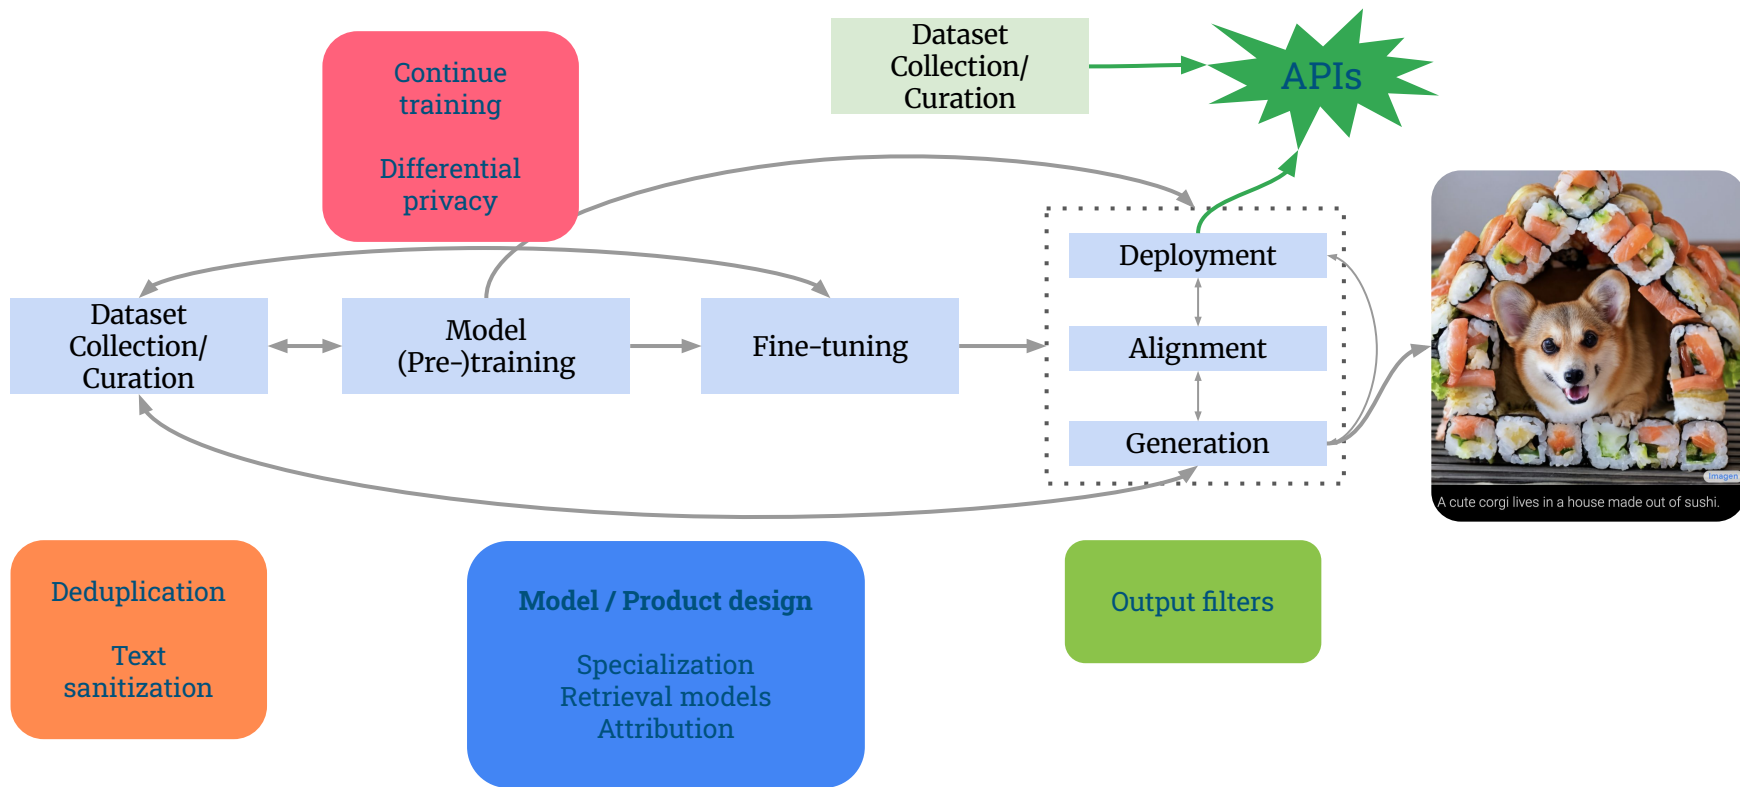 Continue
training
Differential
privacy
Dataset
Collection/
Curation
APIs
Dataset
Collection/
Curation
Model
(Pre-)training
Fine-tuning
Deployment
Alignment
Generation
Imagen
A cute corgi lives in a house made out of sushi.
Deduplication
Text
sanitization
Model / Product design
Specialization
Retrieval models
Attribution
Output filters